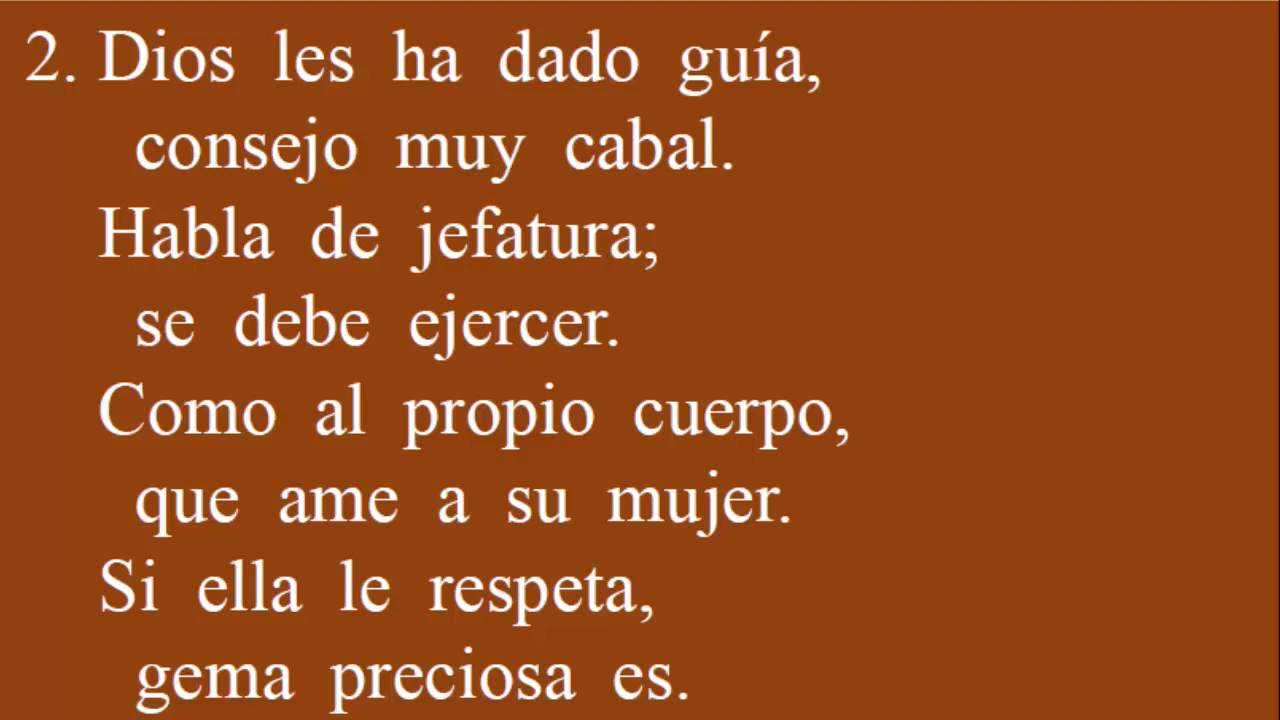 2. Dios les ha dado guía,
consejo muy cabal.
Habla de jefatura;
se debe ejercer.
Como al propio cuerpo,
que ame a su mujer.
Si ella le respeta,
gema preciosa es.